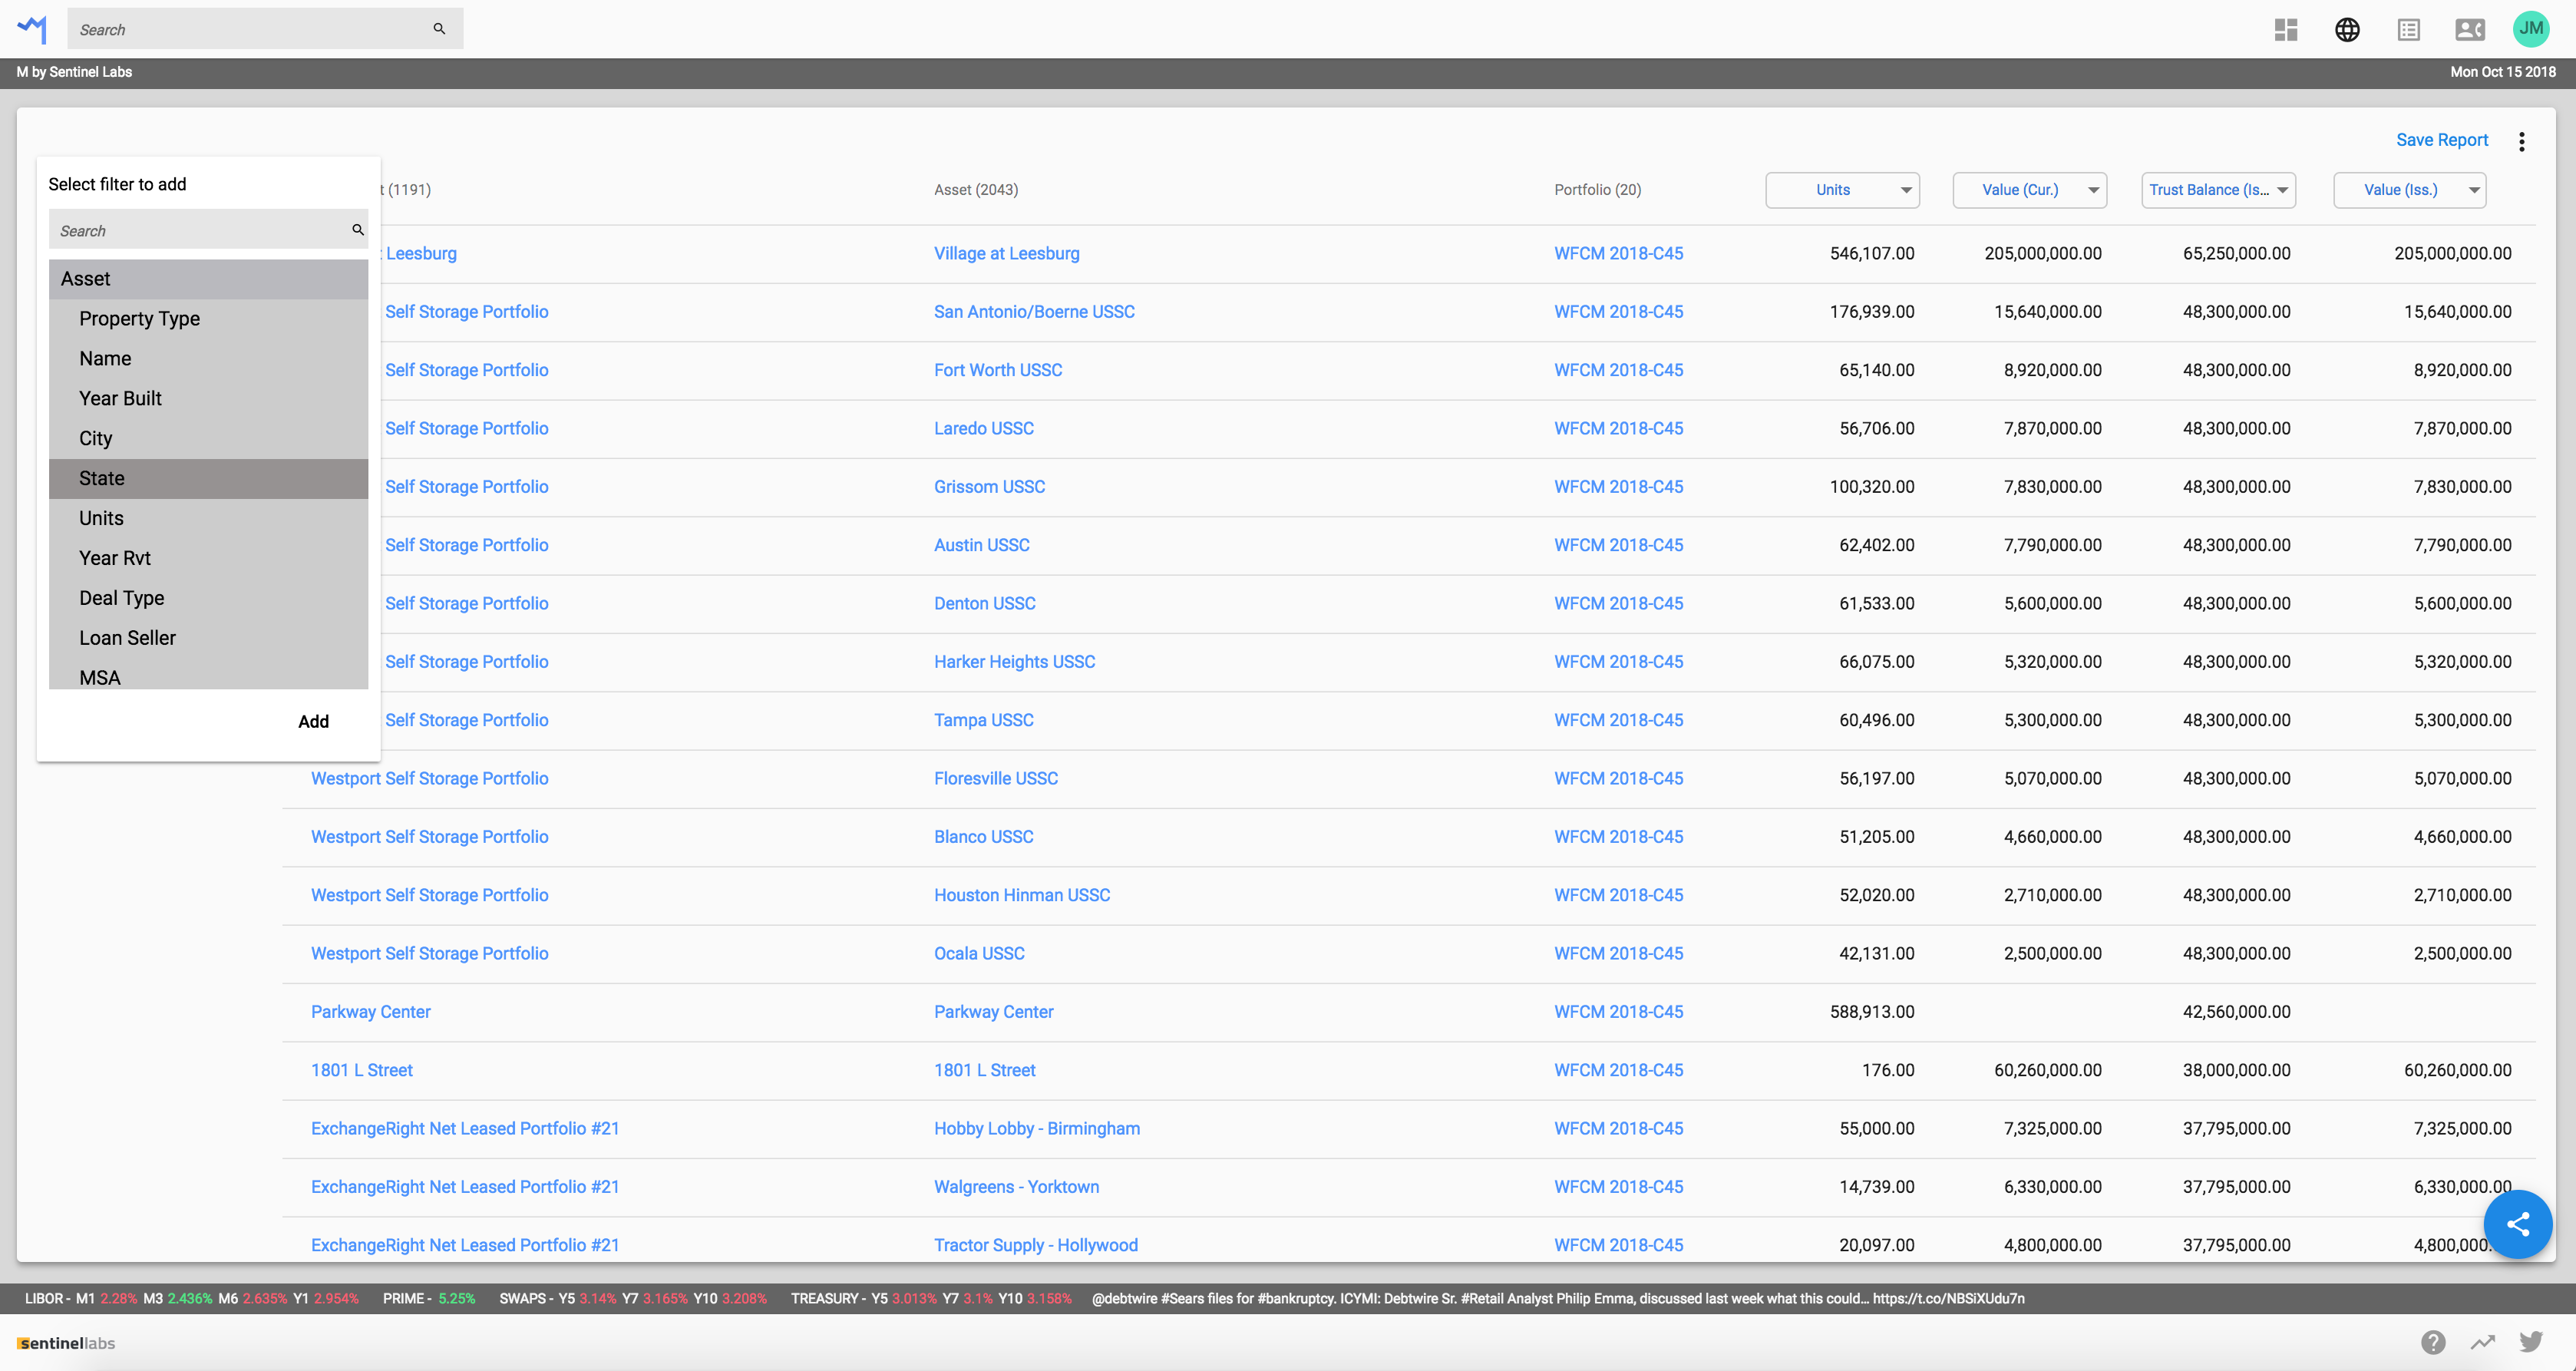 Search
JM
M by Sentinel Labs
Mon Oct 15 2018
Save Report
Select filter to add
Search
Asset
Property Type
Name
Year Built
City
State
Units
Year Rvt
Deal Type
Loan Seller
MSA
Add
t (1191) Asset (2043) Portfolio (20) Units Value (Cur.) Trust Balance (Is... Value (Iss.)
Leesburg Village at Leesburg WFCM 2018-C45 546,107.00 205,000,000.00 65,250,000.00 205,000,000.00
Self Storage Portfolio San Antonio/Boerne USSC WFCM 2018-C45 176,939.00 15,640,000.00 48,300,000.00 15,640,000.00
Self Storage Portfolio Fort Worth USSC WFCM 2018-C45 65,140.00 8,920,000.00 48,300,000.00 8,920,000.00
Self Storage Portfolio Laredo USSC WFCM 2018-C45 56,706.00 7,870,000.00 48,300,000.00 7,870,000.00
Self Storage Portfolio Grissom USSC WFCM 2018-C45 100,320.00 7,830,000.00 48,300,000.00 7,830,000.00
Self Storage Portfolio Austin USSC WFCM 2018-C45 62,402.00 7,790,000.00 48,300,000.00 7,790,000.00
Self Storage Portfolio Denton USSC WFCM 2018-C45 61,533.00 5,600,000.00 48,300,000.00 5,600,000.00
Self Storage Portfolio Harker Heights USSC WFCM 2018-C45 66,075.00 5,320,000.00 48,300,000.00 5,320,000.00
Self Storage Portfolio Tampa USSC WFCM 2018-C45 60,496.00 5,300,000.00 48,300,000.00 5,300,000.00
Westport Self Storage Portfolio Floresville USSC WFCM 2018-C45 56,197.00 5,070,000.00 48,300,000.00 5,070,000.00
Westport Self Storage Portfolio Blanco USSC WFCM 2018-C45 51,205.00 4,660,000.00 48,300,000.00 4,660,000.00
Westport Self Storage Portfolio Houston Hinman USSC WFCM 2018-C45 52,020.00 2,710,000.00 48,300,000.00 2,710,000.00
Westport Self Storage Portfolio Ocala USSC WFCM 2018-C45 42,131.00 2,500,000.00 48,300,000.00 2,500,000.00
Parkway Center Parkway Center WFCM 2018-C45 588,913.00 42,560,000.00
1801 L Street 1801 L Street WFCM 2018-C45 176.00 60,260,000.00 38,000,000.00 60,260,000.00
ExchangeRight Net Leased Portfolio #21 Hobby Lobby - Birmingham WFCM 2018-C45 55,000.00 7,325,000.00 37,795,000.00 7,325,000.00
ExchangeRight Net Leased Portfolio #21 Walgreens - Yorktown WFCM 2018-C45 14,739.00 6,330,000.00 37,795,000.00 6,330,000.00
ExchangeRight Net Leased Portfolio #21 Tractor Supply - Hollywood WFCM 2018-C45 20,097.00 4,800,000.00 37,795,000.00 4,800,000.
LIBOR - M1 2.28% M3 2.436% M6 2.635% Y1 2.954% PRIME - 5.25% SWAPS - Y5 3.14% Y7 3.165% Y10 3.208% TREASURY - Y5 3.013% Y7 3.1% Y10 3.158% @debtwire #Sears files for #bankruptcy. ICYMI: Debtwire Sr. #Retail Analyst Philip Emma, discussed last week what this could... https://t.co/NBSiXUdu7n
sentinellabs